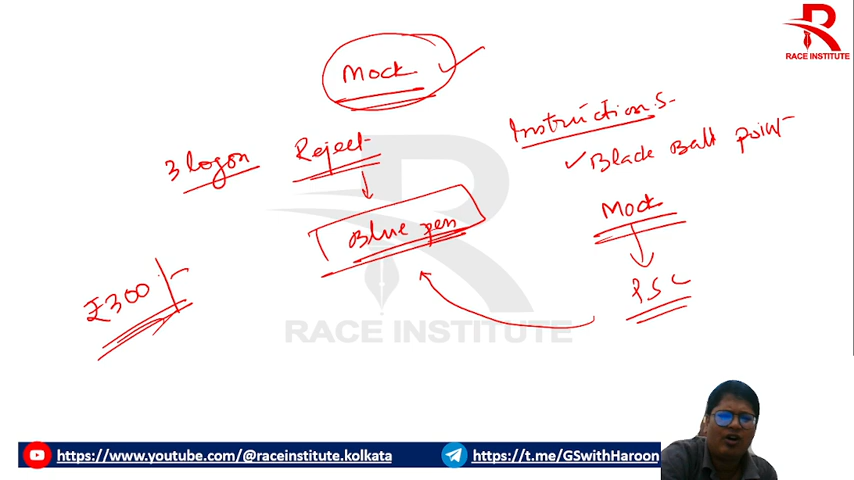 RACE INSTITUTE
Mock
Instructions
Black Ball point
3 logon Reject
Mock
Blue pen
PSC
₹300/-
RACE INSTITUTE
https://www.youtube.com/@raceinstitute.kolkata
https://t.me/GSwithHaroon